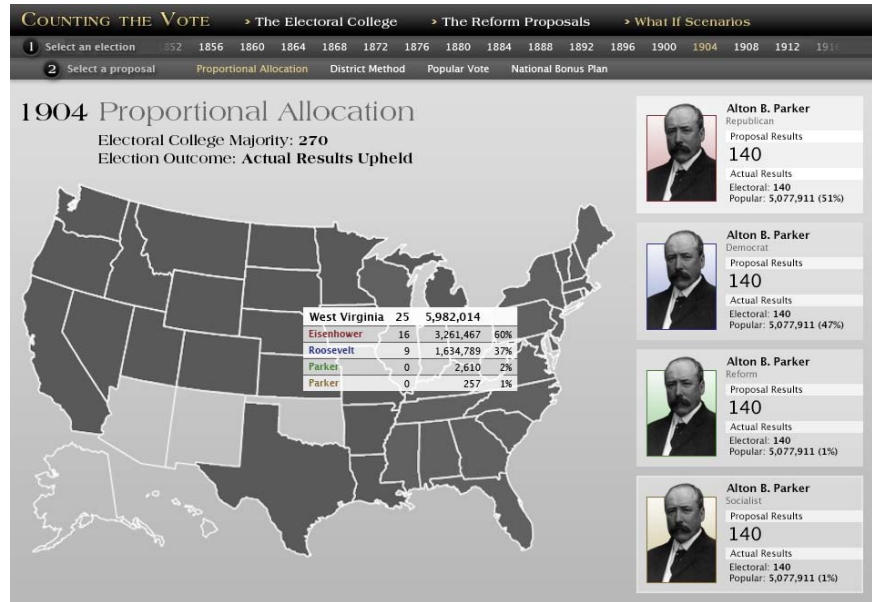 COUNTING THE VOTE › The Electoral College › The Reform Proposals › What If Scenarios
1 Select an election 1852 1856 1860 1864 1868 1872 1876 1880 1884 1888 1892 1896 1900 1904 1908 1912 1916
2 Select a proposal Proportional Allocation District Method Popular Vote National Bonus Plan
1904 Proportional Allocation
Electoral College Majority: 270
Election Outcome: Actual Results Upheld
West Virginia 25 5,982,014
Eisenhower 16 3,261,467 60%
Roosevelt 9 1,634,789 37%
Parker 0 2,610 2%
Parker 0 257 1%
Alton B. Parker
Republican
Proposal Results
140
Actual Results
Electoral: 140
Popular: 5,077,911 (51%)
Alton B. Parker
Democrat
Proposal Results
140
Actual Results
Electoral: 140
Popular: 5,077,911 (47%)
Alton B. Parker
Reform
Proposal Results
140
Actual Results
Electoral: 140
Popular: 5,077,911 (1%)
Alton B. Parker
Socialist
Proposal Results
140
Actual Results
Electoral: 140
Popular: 5,077,911 (1%)